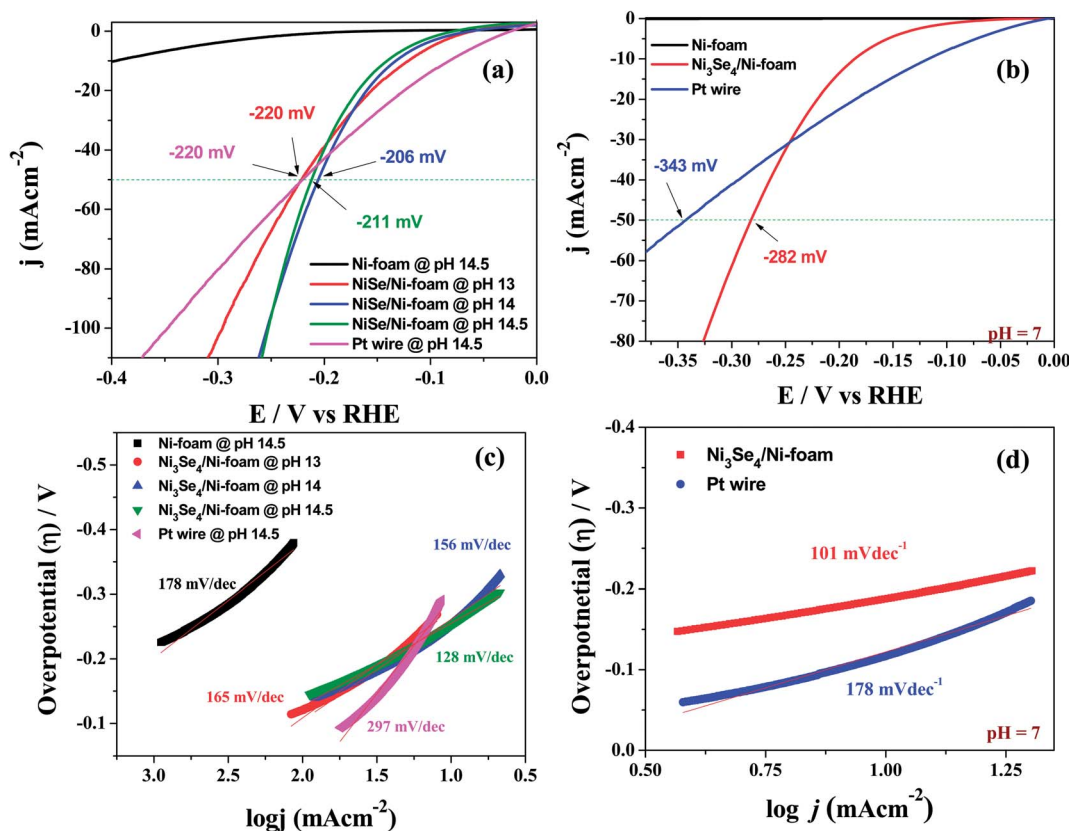 (a)
j (mAcm⁻²)
0
-20
-40
-60
-80
-100
-220 mV
-220 mV
-206 mV
-211 mV
Ni-foam @ pH 14.5
NiSe/Ni-foam @ pH 13
NiSe/Ni-foam @ pH 14
NiSe/Ni-foam @ pH 14.5
Pt wire @ pH 14.5
-0.4 -0.3 -0.2 -0.1 0.0
E / V vs RHE
(b)
j (mAcm⁻²)
0
-10
-20
-30
-40
-50
-60
-70
-80
Ni-foam
Ni₃Se₄/Ni-foam
Pt wire
-343 mV
-282 mV
pH = 7
-0.35 -0.30 -0.25 -0.20 -0.15 -0.10 -0.05 0.00
E / V vs RHE
(c)
Overpotential (η) / V
-0.5
-0.4
-0.3
-0.2
-0.1
Ni-foam @ pH 14.5
Ni₃Se₄/Ni-foam @ pH 13
Ni₃Se₄/Ni-foam @ pH 14
Ni₃Se₄/Ni-foam @ pH 14.5
Pt wire @ pH 14.5
178 mV/dec
156 mV/dec
128 mV/dec
165 mV/dec
297 mV/dec
3.0 2.5 2.0 1.5 1.0 0.5
logj (mAcm⁻²)
(d)
Overpotnetial (η) / V
-0.4
-0.3
-0.2
-0.1
0.0
Ni₃Se₄/Ni-foam
Pt wire
101 mVdec⁻¹
178 mVdec⁻¹
pH = 7
0.50 0.75 1.00 1.25
log j (mAcm⁻²)